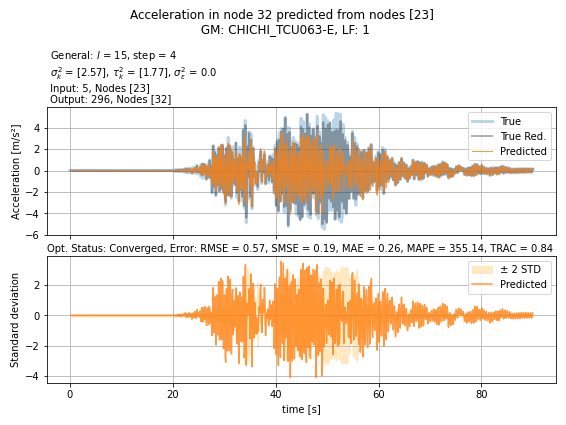 Acceleration in node 32 predicted from nodes [23]
GM: CHICHI_TCU063-E, LF: 1
General: l = 15, step = 4
σ²ₖ = [2.57], τ²ₖ = [1.77], σ²ε = 0.0
Input: 5, Nodes [23]
Output: 296, Nodes [32]
Acceleration [m/s²]
4
2
0
−2
−4
−6
True
True Red.
Predicted
Opt. Status: Converged, Error: RMSE = 0.57, SMSE = 0.19, MAE = 0.26, MAPE = 355.14, TRAC = 0.84
Standard deviation
2
0
−2
−4
± 2 STD
Predicted
0
20
40
60
80
time [s]